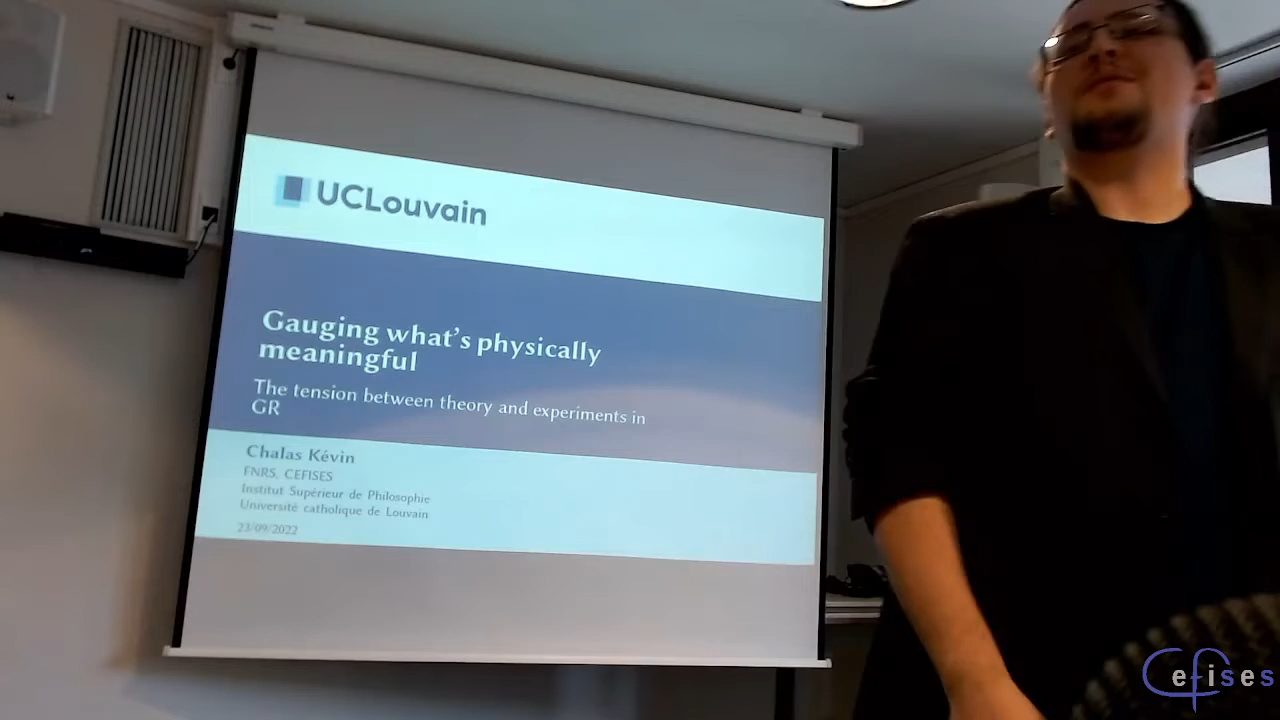 UCLouvain
Gauging what's physically
meaningful
The tension between theory and experiments in
GR
Chalas Kévin
FNRS, CEFISES
Institut Supérieur de Philosophie
Université catholique de Louvain
23/09/2022
Cefises